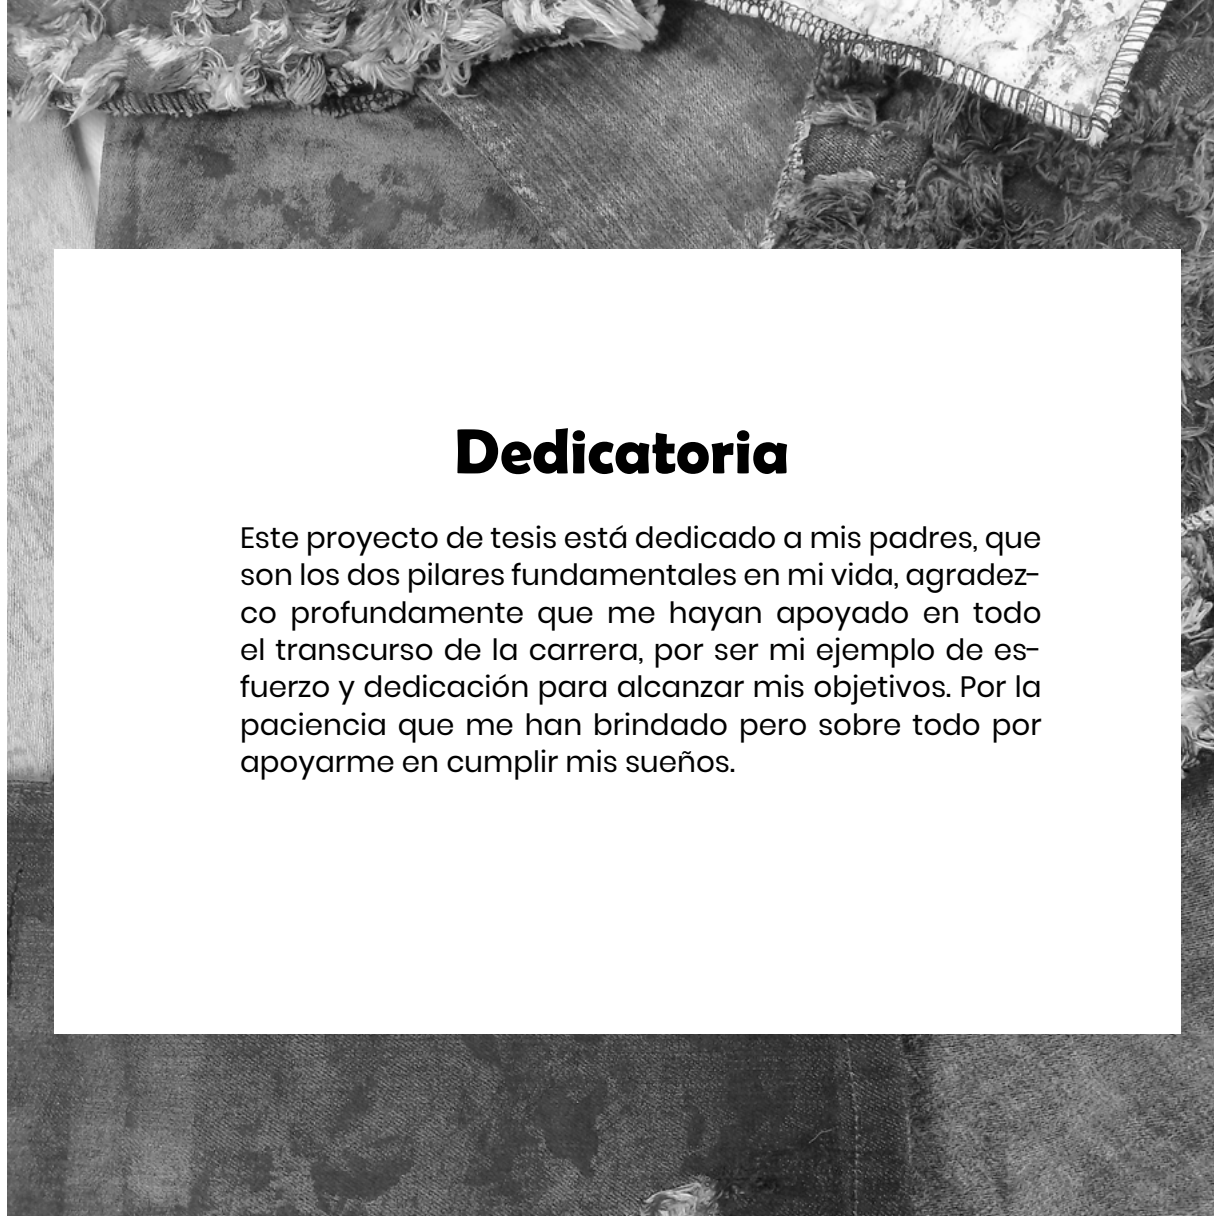 Dedicatoria
Este proyecto de tesis está dedicado a mis padres, que
son los dos pilares fundamentales en mi vida, agradez-
co profundamente que me hayan apoyado en todo
el transcurso de la carrera, por ser mi ejemplo de es-
fuerzo y dedicación para alcanzar mis objetivos. Por la
paciencia que me han brindado pero sobre todo por
apoyarme en cumplir mis sueños.